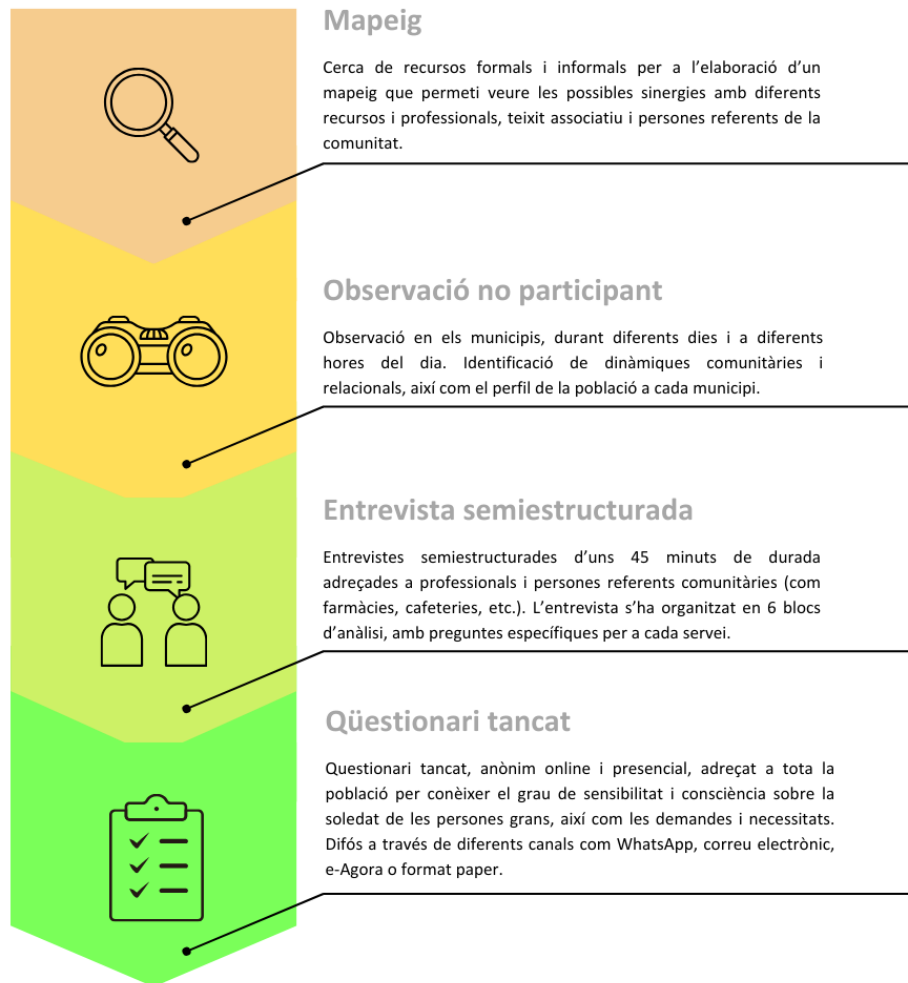 Mapeig
Cerca de recursos formals i informals per a l’elaboració d’un
mapeig que permeti veure les possibles sinergies amb diferents
recursos i professionals, teixit associatiu i persones referents de la
comunitat.
Observació no participant
Observació en els municipis, durant diferents dies i a diferents
hores del dia. Identificació de dinàmiques comunitàries i
relacionals, així com el perfil de la població a cada municipi.
Entrevista semiestructurada
Entrevistes semiestructurades d’uns 45 minuts de durada
adreçades a professionals i persones referents comunitàries (com
farmàcies, cafeteries, etc.). L’entrevista s’ha organitzat en 6 blocs
d’anàlisi, amb preguntes específiques per a cada servei.
Qüestionari tancat
Questionari tancat, anònim online i presencial, adreçat a tota la
població per conèixer el grau de sensibilitat i consciència sobre la
soledat de les persones grans, així com les demandes i necessitats.
Difós a través de diferents canals com WhatsApp, correu electrònic,
e-Agora o format paper.